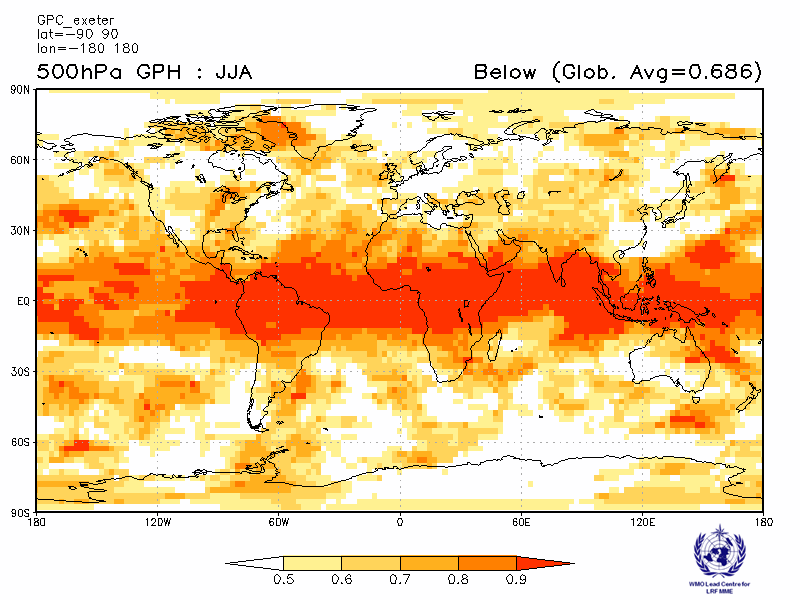 GPC_exeter
lat=-90 90
lon=-180 180
500hPa GPH : JJA
Below (Glob. Avg=0.686)
90N
60N
30N
EQ
30S
60S
90S
180 120W 60W 0 60E 120E 180
0.5 0.6 0.7 0.8 0.9
WMO Lead Centre for
LRF MME